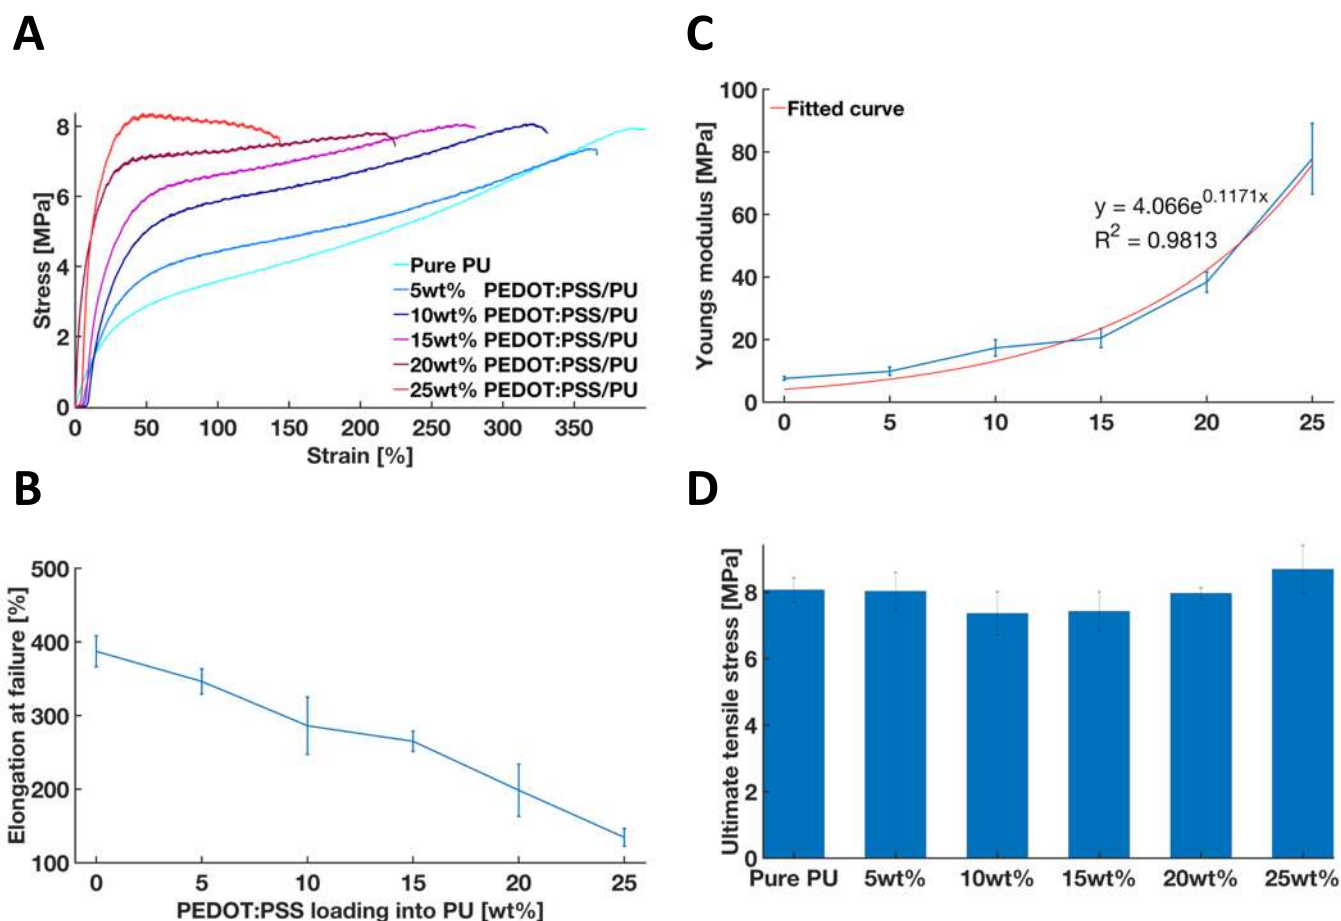 A
Stress [MPa]
8
6
4
2
0
0 50 100 150 200 250 300 350
Strain [%]
Pure PU
5wt% PEDOT:PSS/PU
10wt% PEDOT:PSS/PU
15wt% PEDOT:PSS/PU
20wt% PEDOT:PSS/PU
25wt% PEDOT:PSS/PU
C
Youngs modulus [MPa]
100
80
60
40
20
0
0 5 10 15 20 25
Fitted curve
y = 4.066e^0.1171x
R^2 = 0.9813
B
Elongation at failure [%]
500
400
300
200
100
0 5 10 15 20 25
PEDOT:PSS loading into PU [wt%]
D
Ultimate tensile stress [MPa]
8
6
4
2
0
Pure PU 5wt% 10wt% 15wt% 20wt% 25wt%